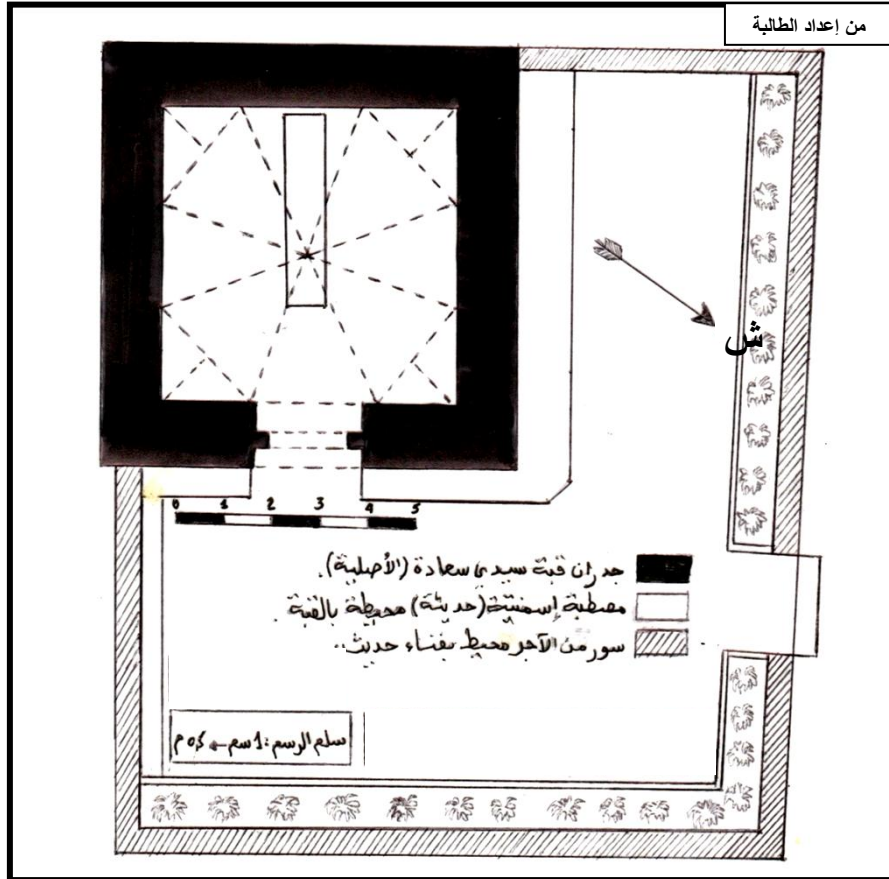 من إعداد الطالبة
ش
0 1 2 3 4 5
جدران قبة سيدي سعادة (الأصلية).
مصطبة إسمنتية (حديثة) محيطة بالقبة.
سور من الآجر محيط بفناء حديث..
سلم الرسم: 1سم